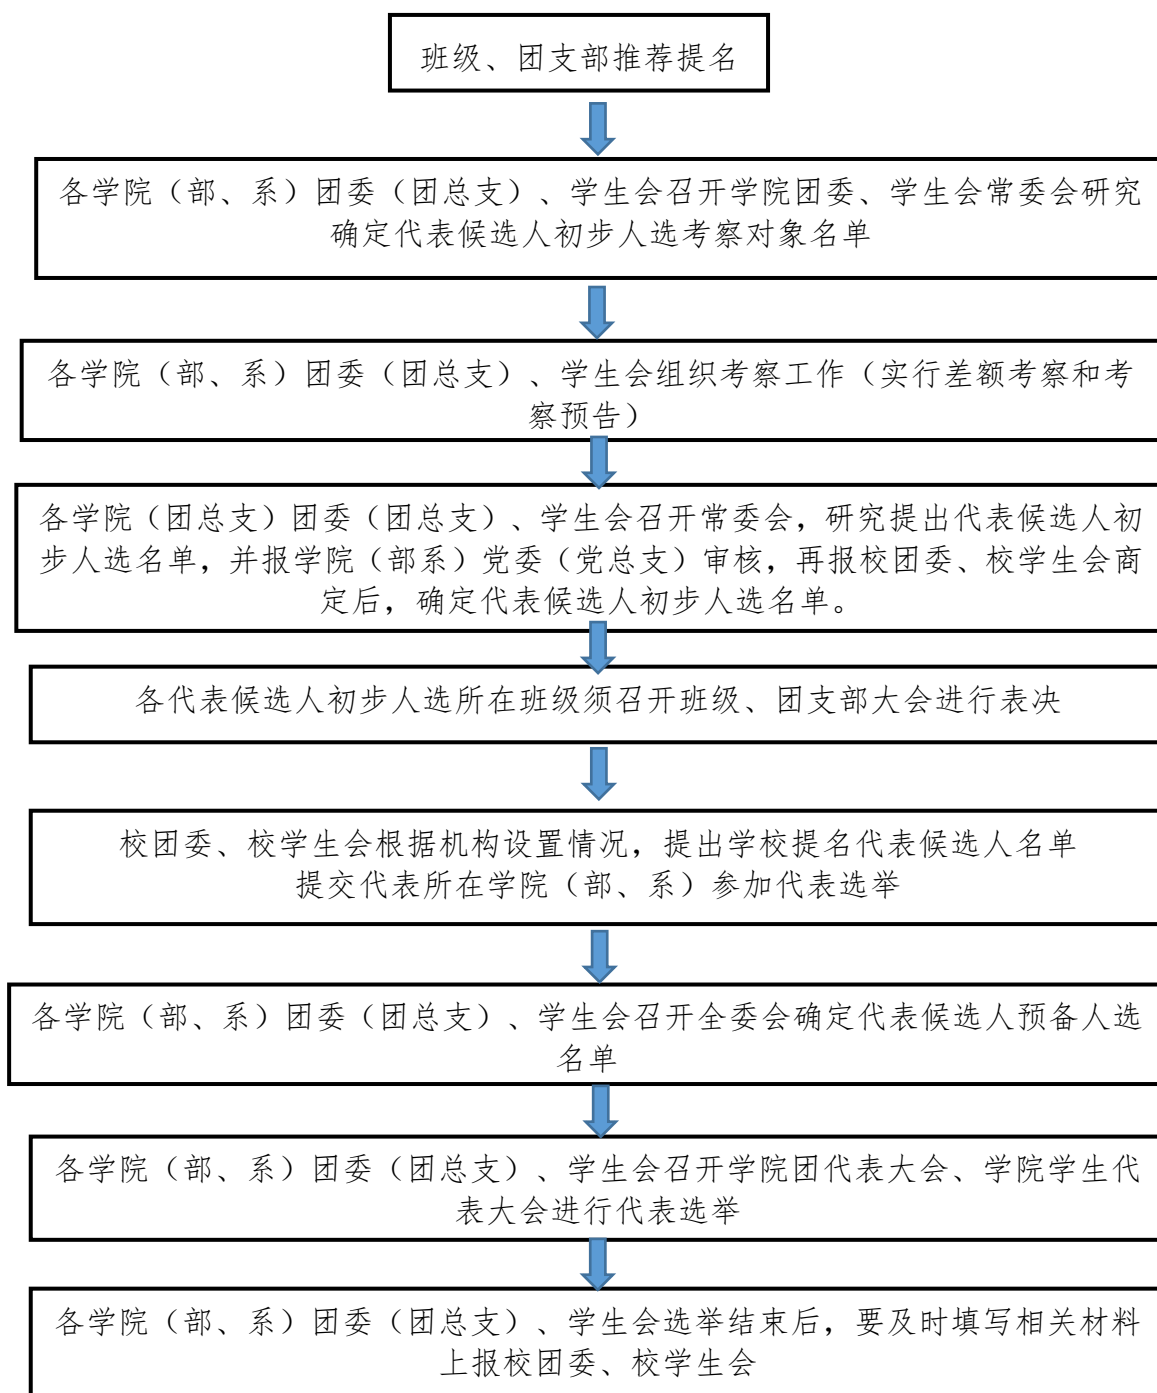 班级、团支部推荐提名
各学院（部、系）团委（团总支）、学生会召开学院团委、学生会常委会研究
确定代表候选人初步人选考察对象名单
各学院（部、系）团委（团总支）、学生会组织考察工作（实行差额考察和考
察预告）
各学院（团总支）团委（团总支）、学生会召开常委会，研究提出代表候选人初
步人选名单，并报学院（部系）党委（党总支）审核，再报校团委、校学生会商
定后，确定代表候选人初步人选名单。
各代表候选人初步人选所在班级须召开班级、团支部大会进行表决
校团委、校学生会根据机构设置情况，提出学校提名代表候选人名单
提交代表所在学院（部、系）参加代表选举
各学院（部、系）团委（团总支）、学生会召开全委会确定代表候选人预备人选
名单
各学院（部、系）团委（团总支）、学生会召开学院团代表大会、学院学生代
表大会进行代表选举
各学院（部、系）团委（团总支）、学生会选举结束后，要及时填写相关材料
上报校团委、校学生会